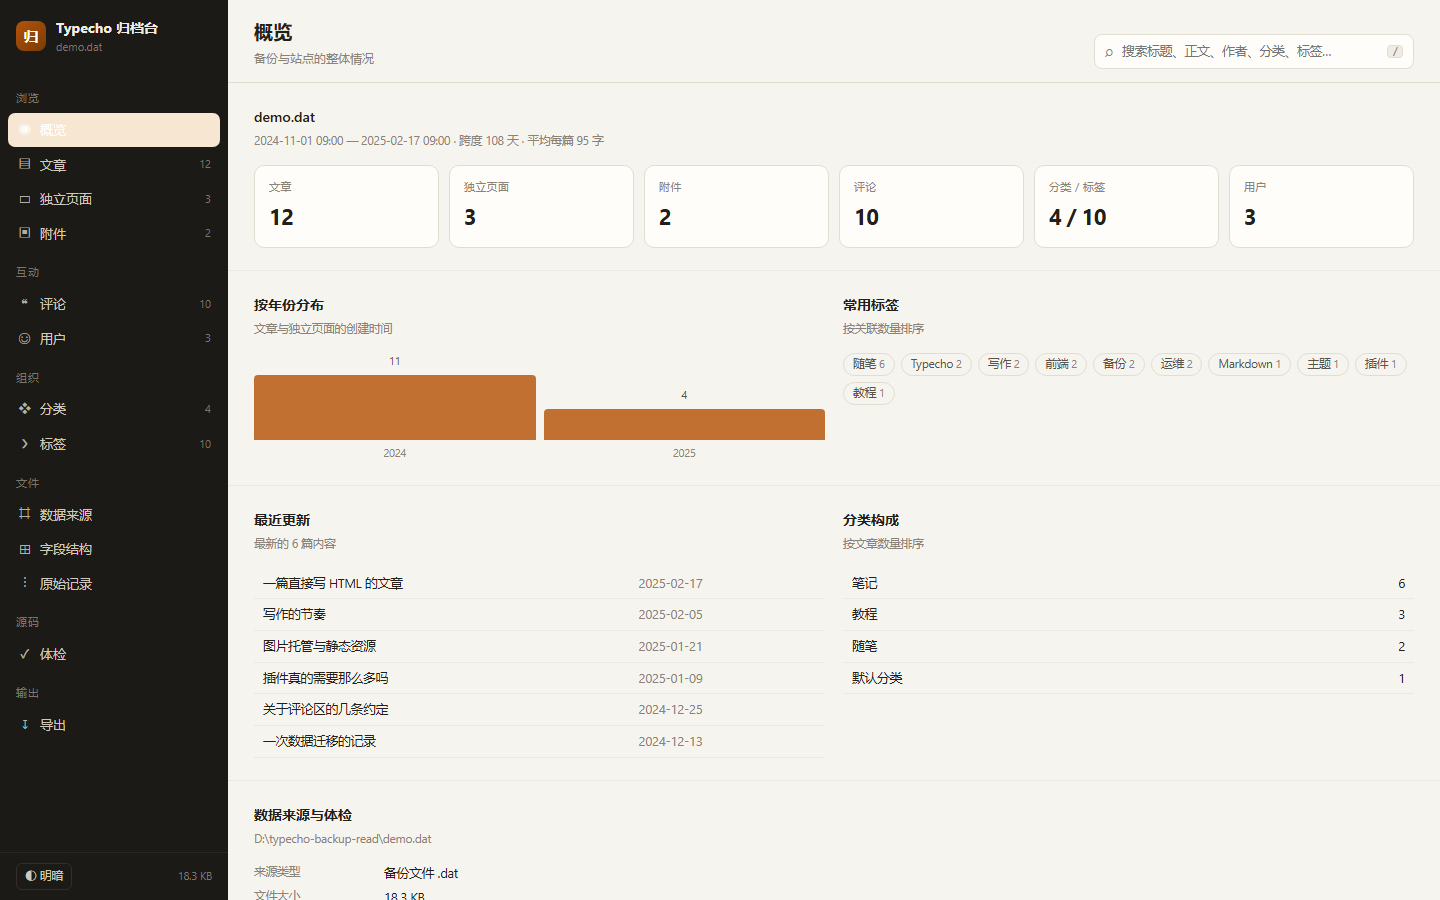 归
Typecho 归档台
demo.dat
浏览
概览
文章 12
独立页面 3
附件 2
互动
评论 10
用户 3
组织
分类 4
标签 10
文件
数据来源
字段结构
原始记录
源码
体检
输出
导出
明暗 18.3 KB
概览
备份与站点的整体情况
搜索标题、正文、作者、分类、标签... /
demo.dat
2024-11-01 09:00 — 2025-02-17 09:00 · 跨度 108 天 · 平均每篇 95 字
文章
12
独立页面
3
附件
2
评论
10
分类 / 标签
4 / 10
用户
3
按年份分布
文章与独立页面的创建时间
11
4
2024
2025
常用标签
按关联数量排序
随笔 6 Typecho 2 写作 2 前端 2 备份 2 运维 2 Markdown 1 主题 1 插件 1
教程 1
最近更新
最新的 6 篇内容
一篇直接写 HTML 的文章 2025-02-17
写作的节奏 2025-02-05
图片托管与静态资源 2025-01-21
插件真的需要那么多吗 2025-01-09
关于评论区的几条约定 2024-12-25
一次数据迁移的记录 2024-12-13
分类构成
按文章数量排序
笔记 6
教程 3
随笔 2
默认分类 1
数据来源与体检
D:\typecho-backup-read\demo.dat
来源类型 备份文件 .dat
文件大小 18.3 KB